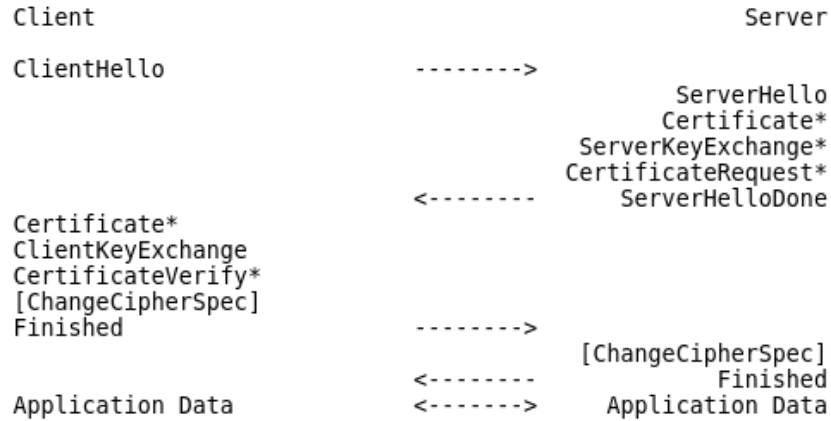 Client                                                Server

ClientHello                  -------->
                                                 ServerHello
                                                Certificate*
                                          ServerKeyExchange*
                                         CertificateRequest*
                             <--------      ServerHelloDone
Certificate*
ClientKeyExchange
CertificateVerify*
[ChangeCipherSpec]
Finished                     -------->
                                          [ChangeCipherSpec]
                             <--------             Finished
Application Data             <------->     Application Data